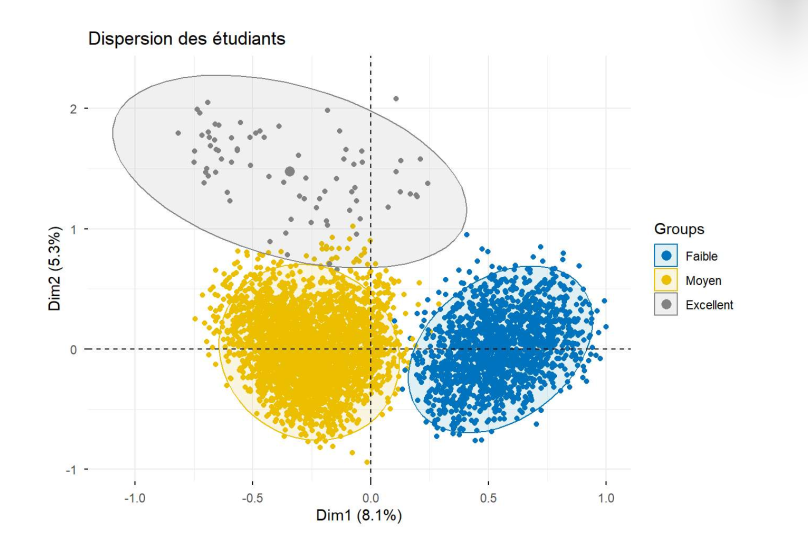 Dispersion des étudiants
2
1
0
-1
Dim2 (5.3%)
-1.0 -0.5 0.0 0.5 1.0
Dim1 (8.1%)
Groups
Faible
Moyen
Excellent